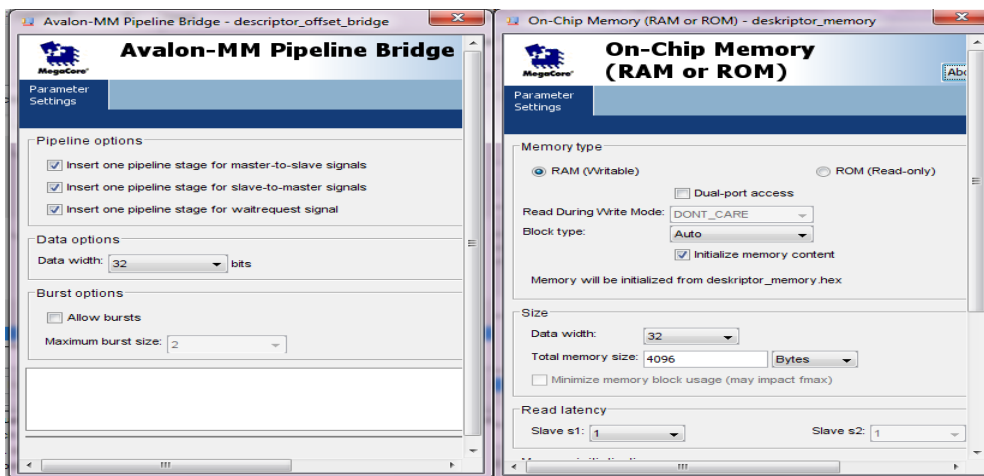 Avalon-MM Pipeline Bridge - descriptor_offset_bridge
Avalon-MM Pipeline Bridge
MegaCore®
Parameter
Settings
Pipeline options
Insert one pipeline stage for master-to-slave signals
Insert one pipeline stage for slave-to-master signals
Insert one pipeline stage for waitrequest signal
Data options
Data width: 32 bits
Burst options
Allow bursts
Maximum burst size: 2
On-Chip Memory (RAM or ROM) - deskriptor_memory
On-Chip Memory
(RAM or ROM)
MegaCore®
Abo
Parameter
Settings
Memory type
RAM (Writable) ROM (Read-only)
Dual-port access
Read During Write Mode: DONT_CARE
Block type: Auto
Initialize memory content
Memory will be initialized from deskriptor_memory.hex
Size
Data width: 32
Total memory size: 4096 Bytes
Minimize memory block usage (may impact fmax)
Read latency
Slave s1: 1 Slave s2: 1